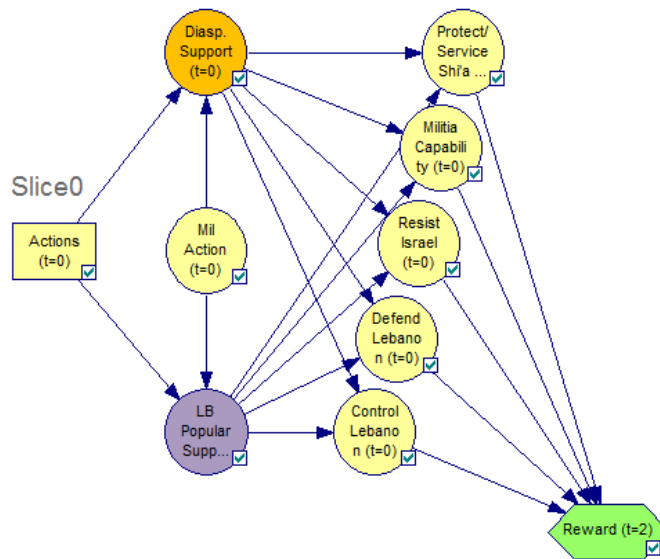 Diasp.
Support
(t=0)
Protect/
Service
Shi'a ...
Militia
Capabili
ty (t=0)
Slice0
Actions
(t=0)
Mil
Action
(t=0)
Resist
Israel
(t=0)
Defend
Lebano
n (t=0)
LB
Popular
Supp...
Control
Lebano
n (t=0)
Reward (t=2)